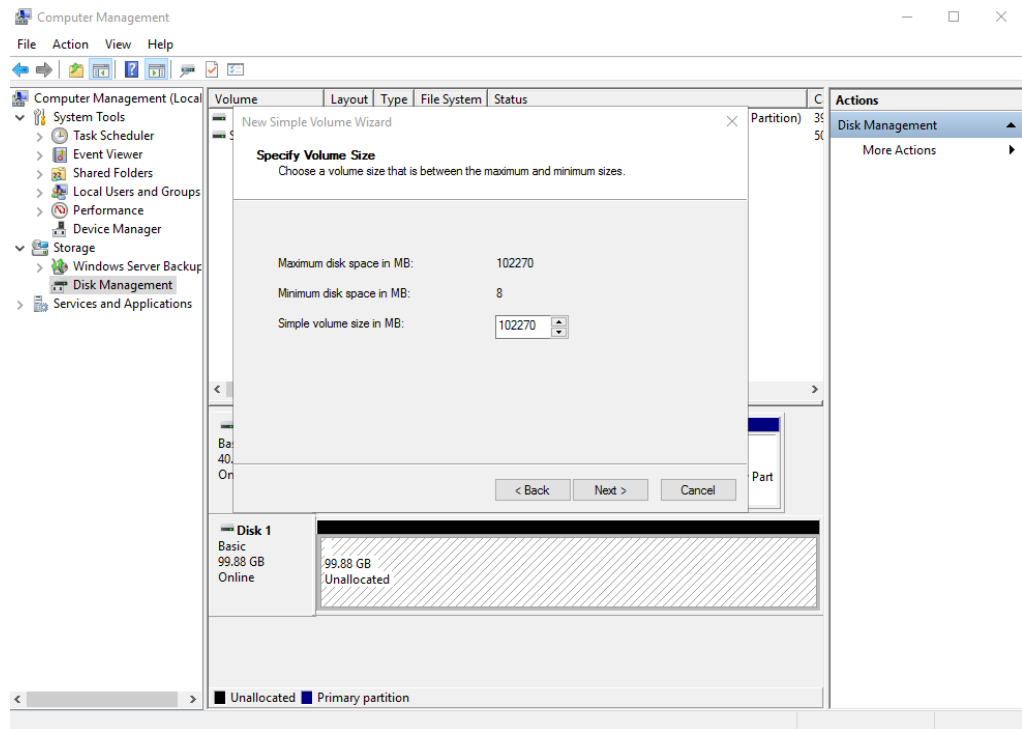 Computer Management
File Action View Help
Computer Management (Local
System Tools
Task Scheduler
Event Viewer
Shared Folders
Local Users and Groups
Performance
Device Manager
Storage
Windows Server Backup
Disk Management
Services and Applications
Volume Layout Type File System Status C
Partition) 39
S 50
New Simple Volume Wizard
Specify Volume Size
Choose a volume size that is between the maximum and minimum sizes.
Maximum disk space in MB: 102270
Minimum disk space in MB: 8
Simple volume size in MB: 102270
< Back Next > Cancel
Bas
40.
On
Part
Disk 1
Basic
99.88 GB
Online
99.88 GB
Unallocated
Unallocated Primary partition
Actions
Disk Management
More Actions